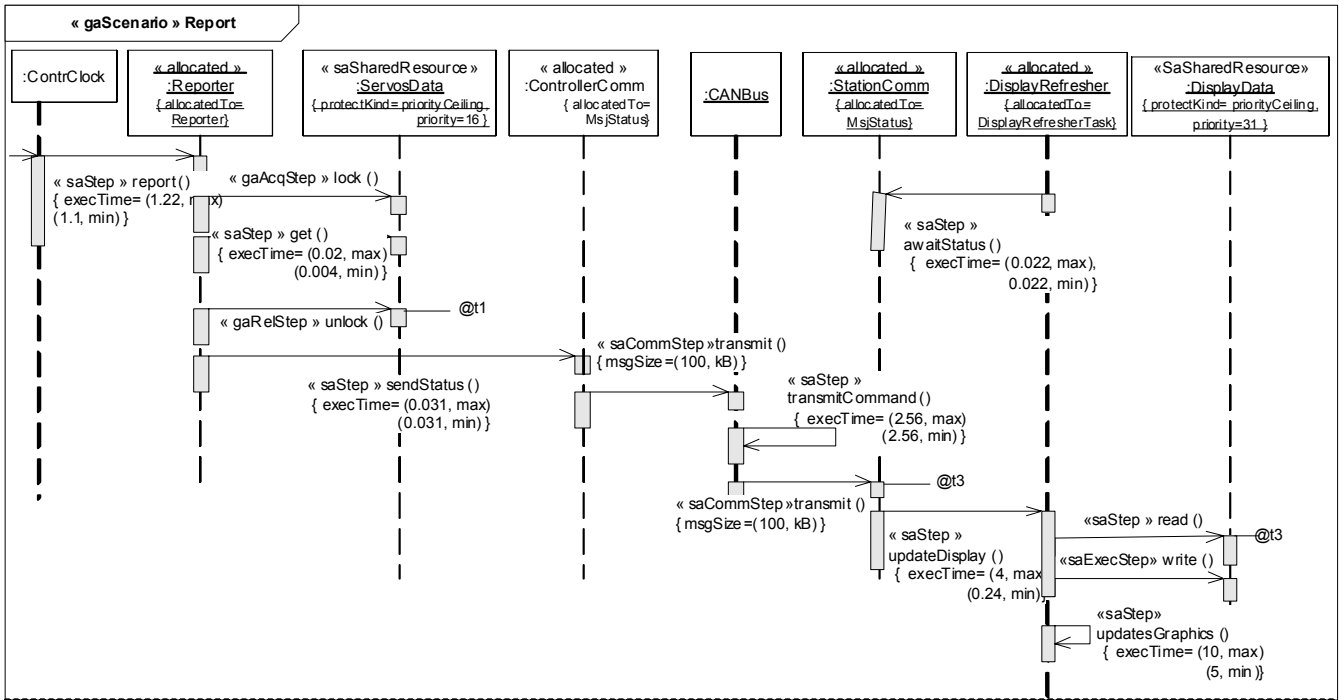 « gaScenario » Report
:ContrClock
« allocated »
:Reporter
{ allocatedTo=
Reporter}
« saSharedResource »
:ServosData
{ protectKind= priorityCeiling,
priority=16 }
« allocated »
:ControllerComm
{ allocatedTo=
MsjStatus}
:CANBus
« allocated »
:StationComm
{ allocatedTo=
MsjStatus}
« allocated »
:DisplayRefresher
{ allocatedTo=
DisplayRefresherTask}
«SaSharedResource»
:DisplayData
{ protectKind= priorityCeiling,
priority=31 }
« saStep » report()
{ execTime= (1.22, max)
(1.1, min) }
« gaAcqStep » lock ()
« saStep » get ()
{ execTime= (0.02, max)
(0.004, min) }
« saStep »
awaitStatus()
{ execTime= (0.022, max),
0.022, min) }
« gaRelStep » unlock ()
@t1
« saCommStep »transmit ()
{ msgSize=(100, kB) }
« saStep » sendStatus()
{ execTime= (0.031, max)
(0.031, min) }
« saStep »
transmitCommand()
{ execTime= (2.56, max)
(2.56, min) }
@t3
« saCommStep»transmit ()
{ msgSize=(100, kB) }
« saStep »
updateDisplay ()
{ execTime= (4, max
(0.24, min)}
«saStep » read ()
@t3
«saExecStep» write ()
«saStep»
updatesGraphics ()
{ execTime= (10, max)
(5, min )}